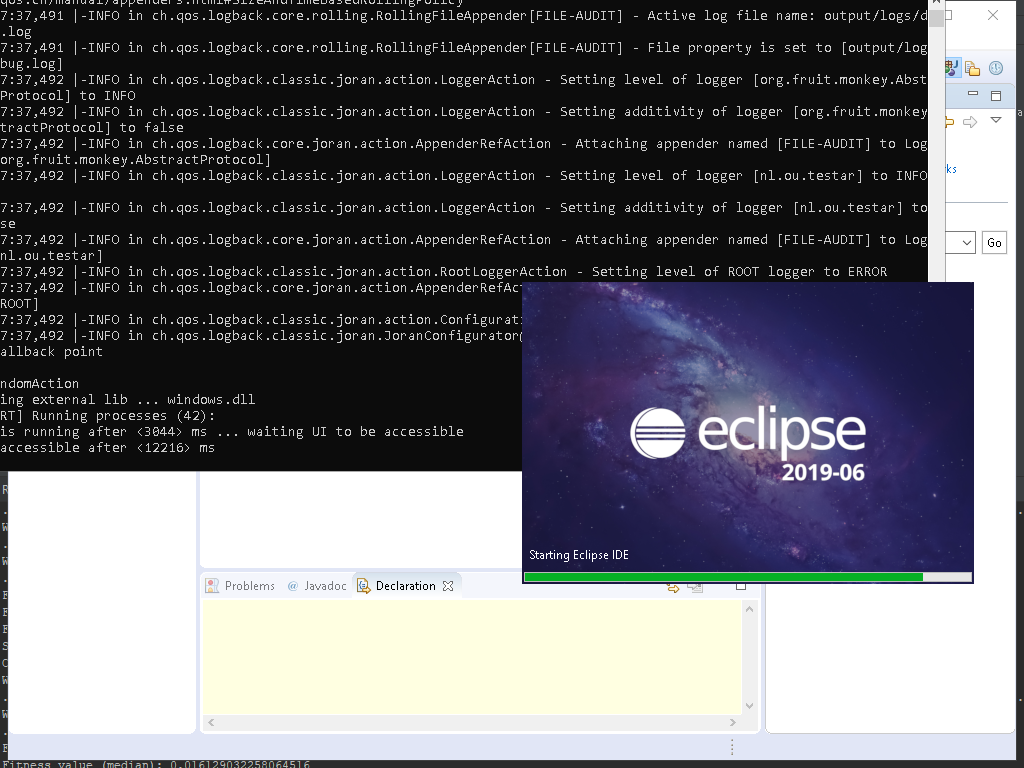 qos.ch/manual/appenders.html#SizeAndTimeBasedRollingPolicy
7:37,491 |-INFO in ch.qos.logback.core.rolling.RollingFileAppender[FILE-AUDIT] - Active log file name: output/logs/d
.log
7:37,491 |-INFO in ch.qos.logback.core.rolling.RollingFileAppender[FILE-AUDIT] - File property is set to [output/log
bug.log]
7:37,492 |-INFO in ch.qos.logback.classic.joran.action.LoggerAction - Setting level of logger [org.fruit.monkey.Abst
Protocol] to INFO
7:37,492 |-INFO in ch.qos.logback.classic.joran.action.LoggerAction - Setting additivity of logger [org.fruit.monkey
tractProtocol] to false
7:37,492 |-INFO in ch.qos.logback.core.joran.action.AppenderRefAction - Attaching appender named [FILE-AUDIT] to Log
org.fruit.monkey.AbstractProtocol]
7:37,492 |-INFO in ch.qos.logback.classic.joran.action.LoggerAction - Setting level of logger [nl.ou.testar] to INFO
7:37,492 |-INFO in ch.qos.logback.classic.joran.action.LoggerAction - Setting additivity of logger [nl.ou.testar] to
se
7:37,492 |-INFO in ch.qos.logback.core.joran.action.AppenderRefAction - Attaching appender named [FILE-AUDIT] to Log
nl.ou.testar]
7:37,492 |-INFO in ch.qos.logback.classic.joran.action.RootLoggerAction - Setting level of ROOT logger to ERROR
7:37,492 |-INFO in ch.qos.logback.core.joran.action.AppenderRefAct
ROOT]
7:37,492 |-INFO in ch.qos.logback.classic.joran.action.Configurati
7:37,492 |-INFO in ch.qos.logback.classic.joran.JoranConfigurator@
allback point
ndomAction
ing external lib ... windows.dll
RT] Running processes (42):
is running after <3044> ms ... waiting UI to be accessible
accessible after <12216> ms
ks
Go
eclipse
2019-06
Starting Eclipse IDE
Problems @ Javadoc Declaration
Fitness value (median): 0.016129032258064516